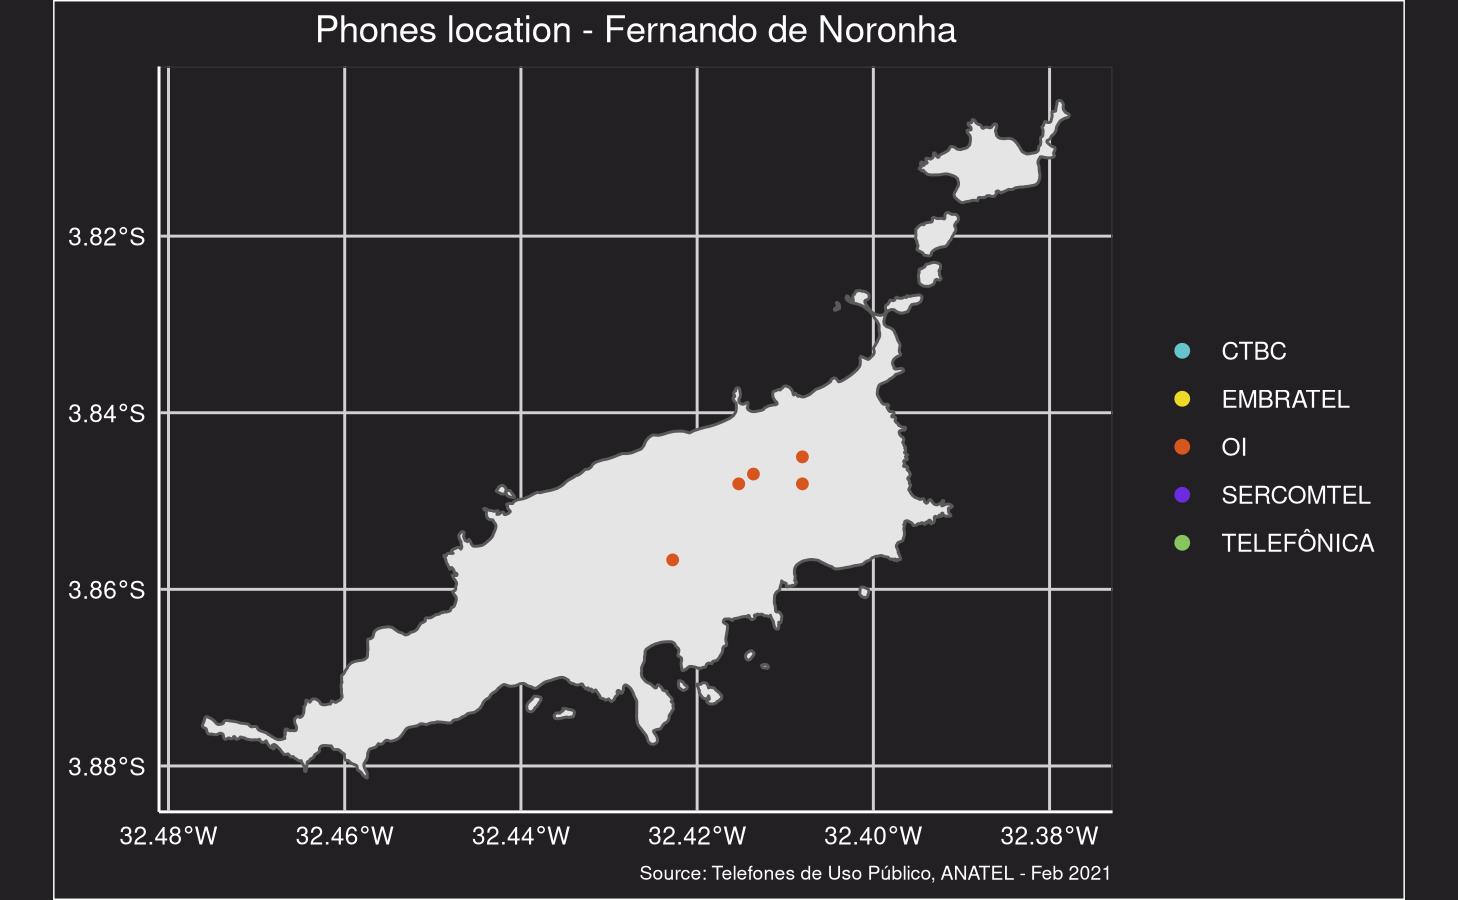 Phones location - Fernando de Noronha
3.82°S
3.84°S
3.86°S
3.88°S
32.48°W 32.46°W 32.44°W 32.42°W 32.40°W 32.38°W
CTBC
EMBRATEL
OI
SERCOMTEL
TELEFÔNICA
Source: Telefones de Uso Público, ANATEL - Feb 2021